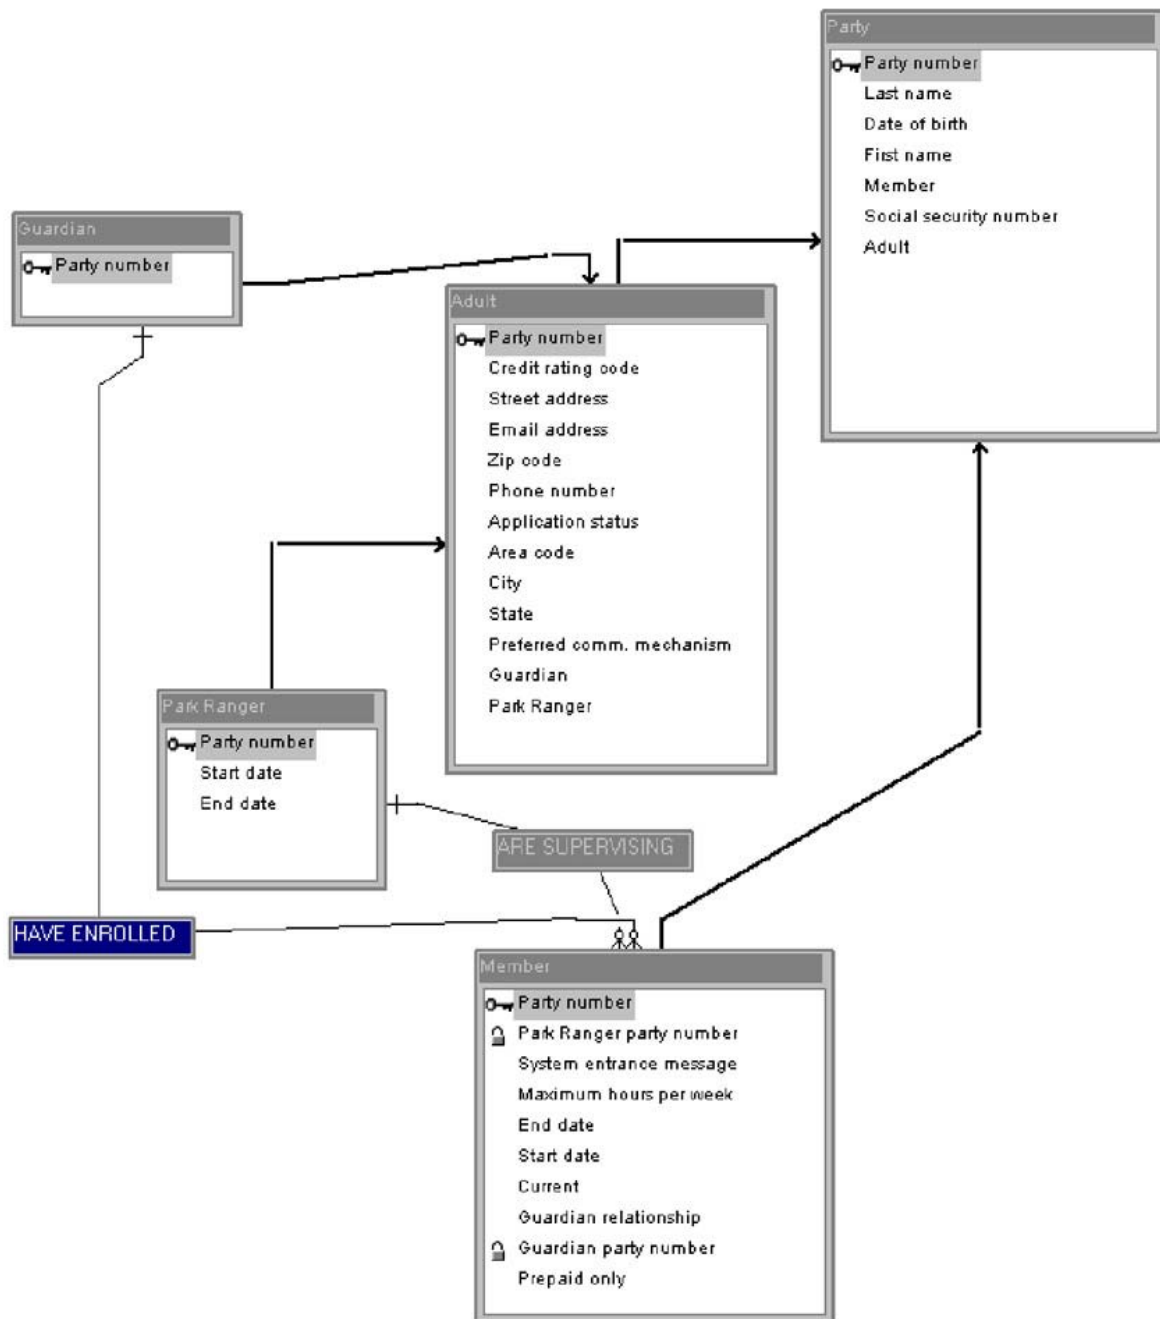 Party
Party number
Last name
Date of birth
First name
Member
Social security number
Adult
Guardian
Party number
Adult
Party number
Credit rating code
Street address
Email address
Zip code
Phone number
Application status
Area code
City
State
Preferred comm. mechanism
Guardian
Park Ranger
Park Ranger
Party number
Start date
End date
ARE SUPERVISING
HAVE ENROLLED
Member
Party number
Park Ranger party number
System entrance message
Maximum hours per week
End date
Start date
Current
Guardian relationship
Guardian party number
Prepaid only